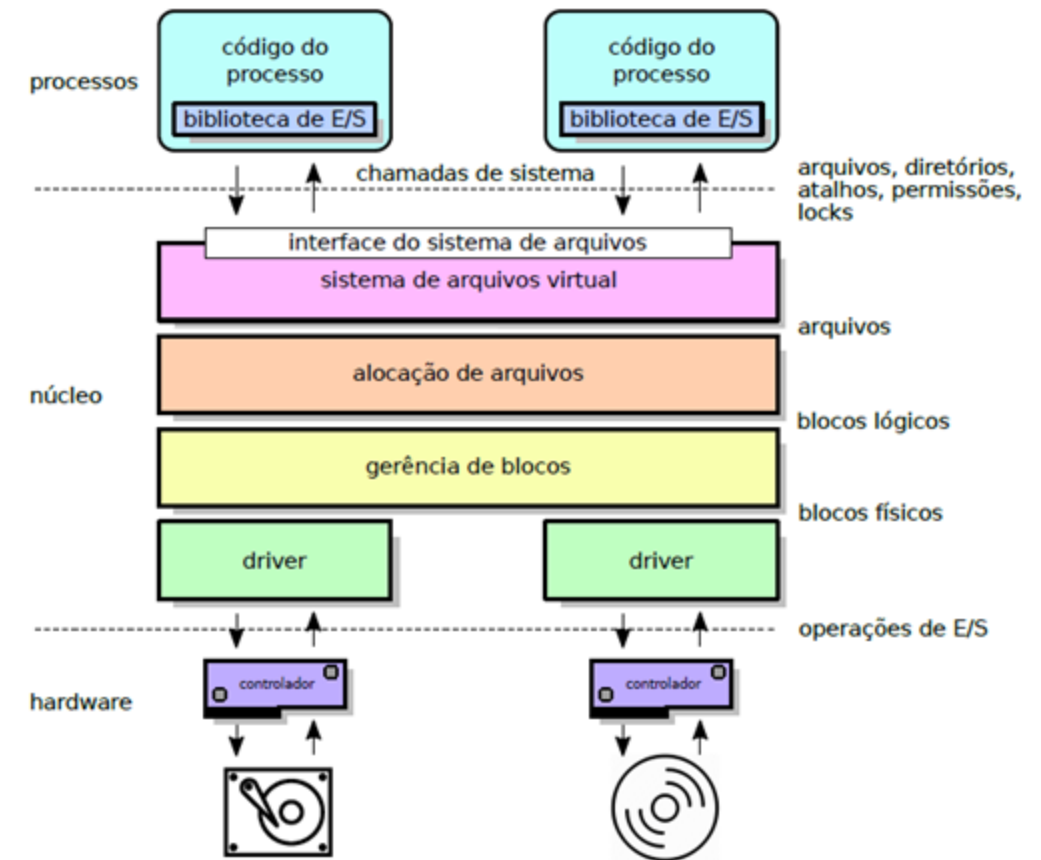 código do
processo
biblioteca de E/S
código do
processo
biblioteca de E/S
processos
chamadas de sistema
arquivos, diretórios,
atalhos, permissões,
locks
interface do sistema de arquivos
sistema de arquivos virtual
arquivos
alocação de arquivos
núcleo
blocos lógicos
gerência de blocos
blocos físicos
driver
driver
operações de E/S
controlador
controlador
hardware